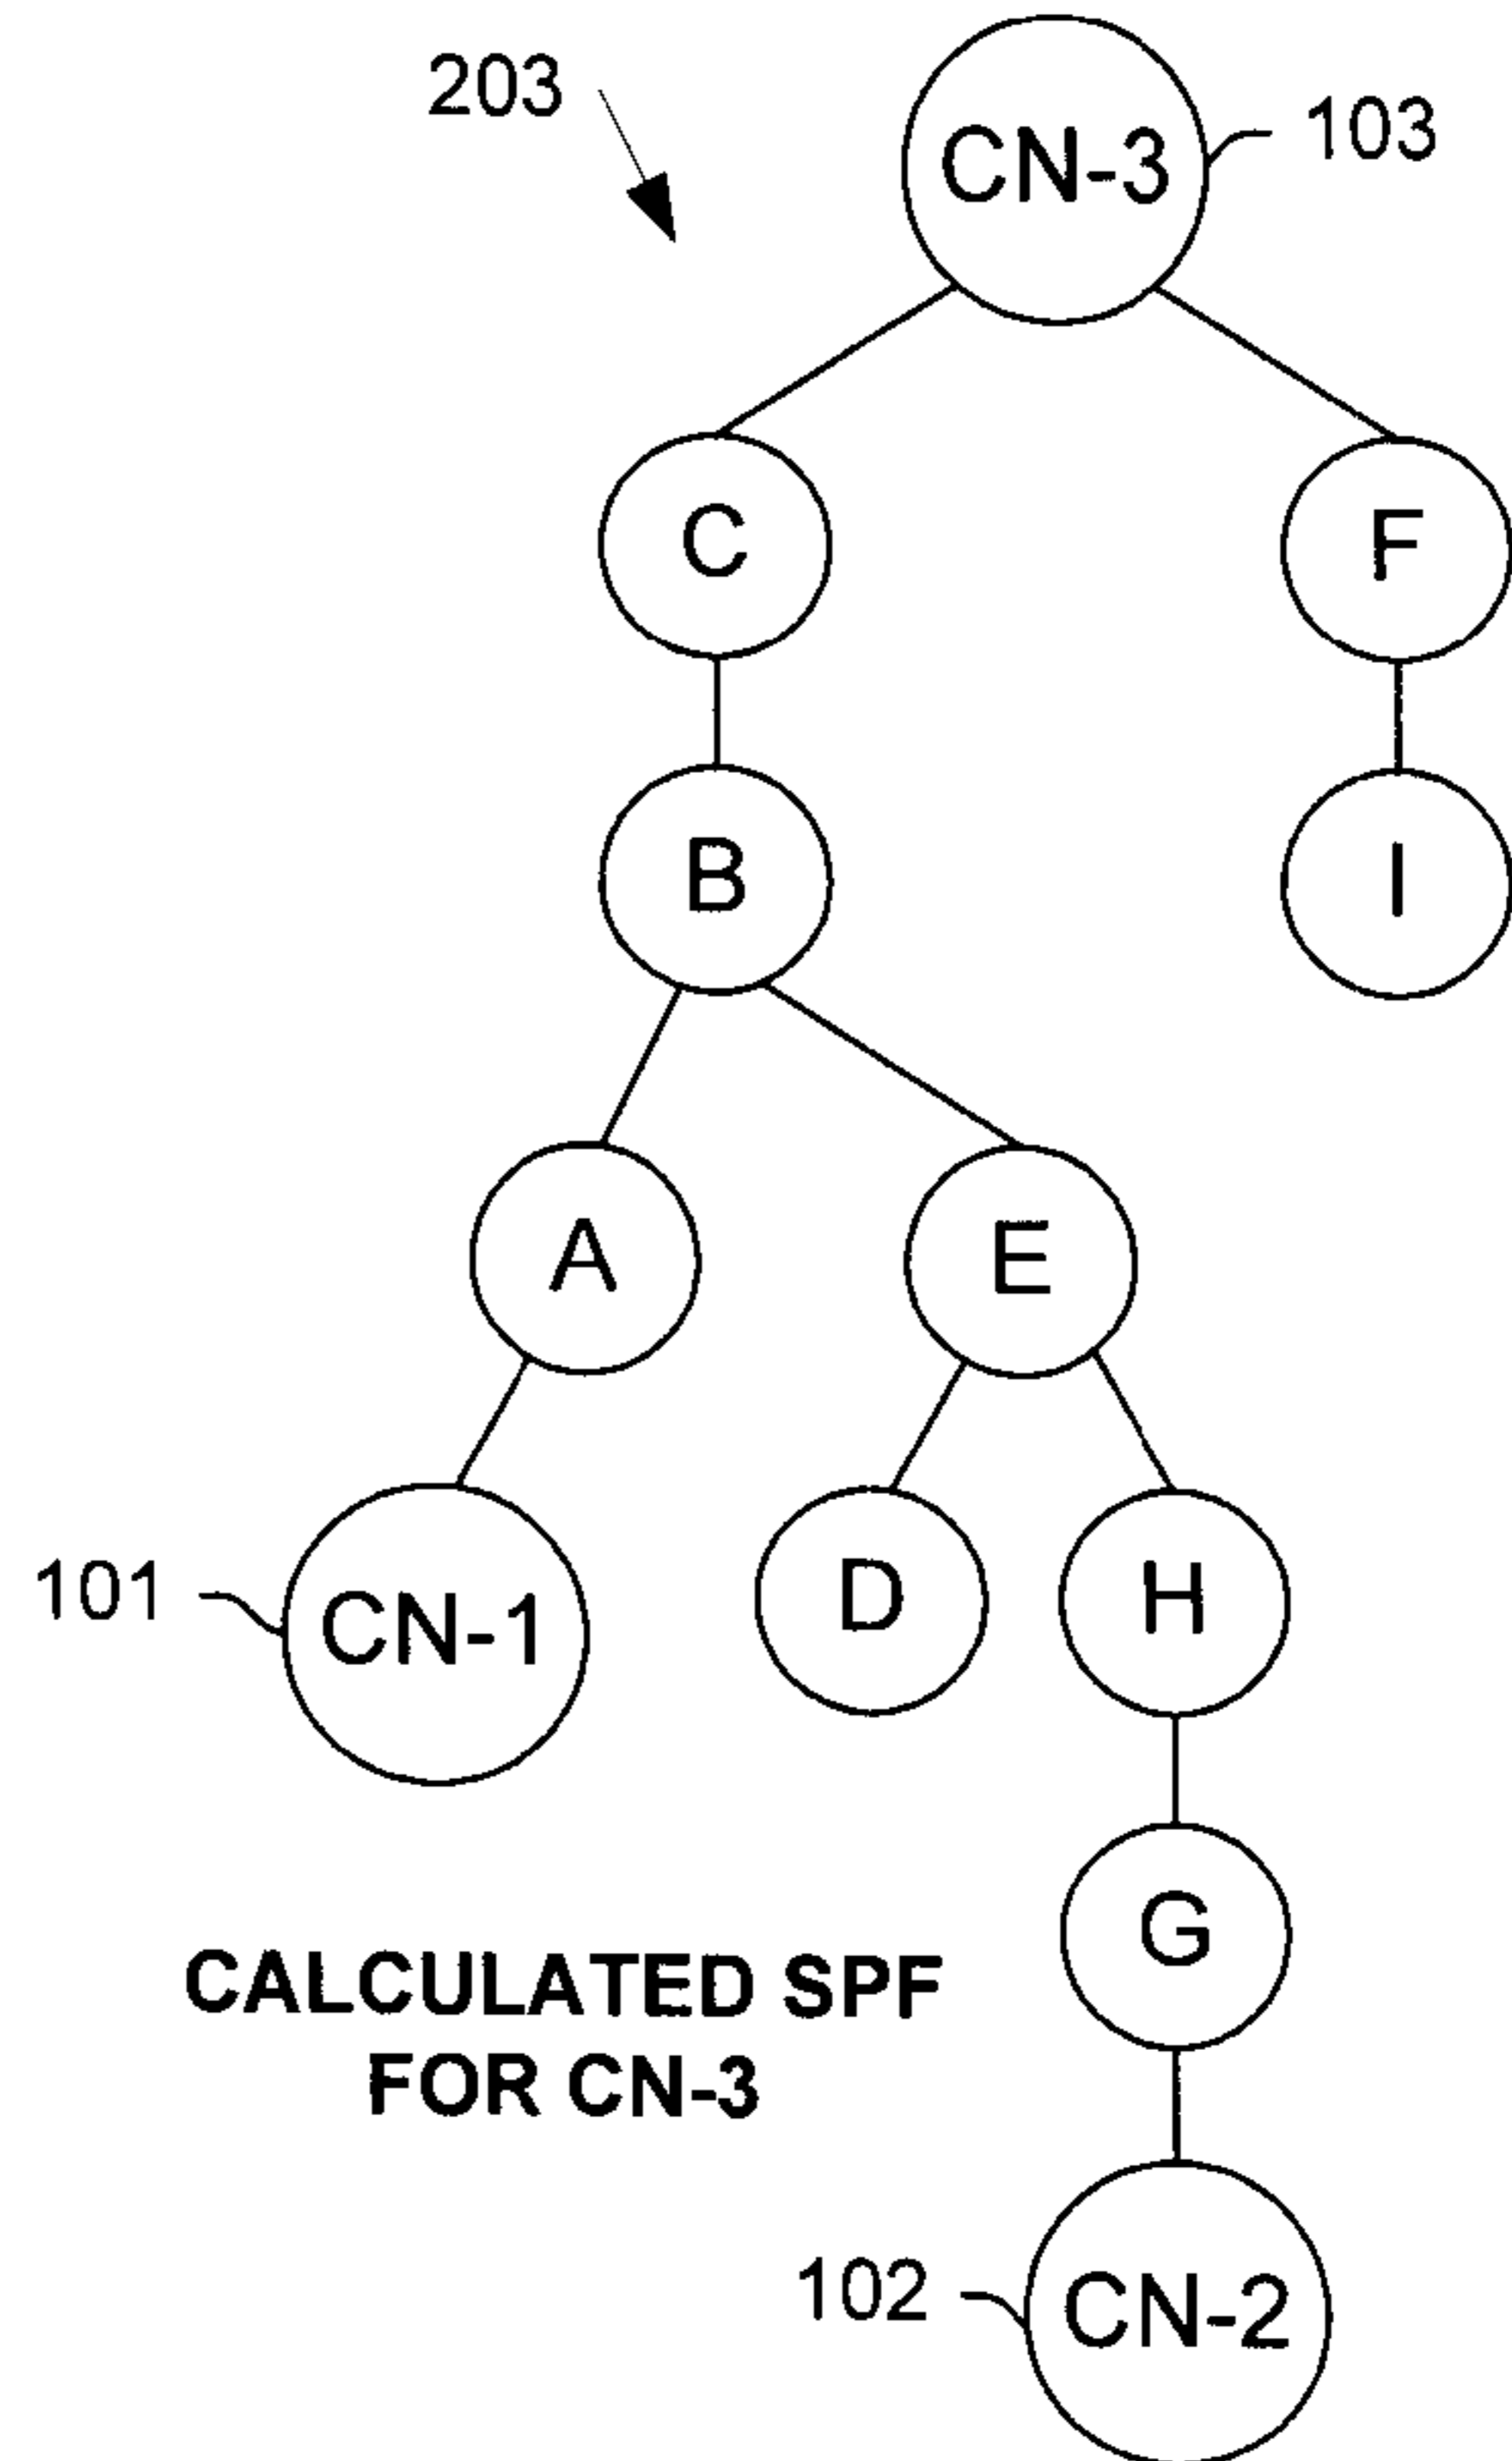 203
CN-3
103
C
F
B
I
A
E
101
CN-1
D
H
G
CALCULATED SPF
FOR CN-3
102
CN-2